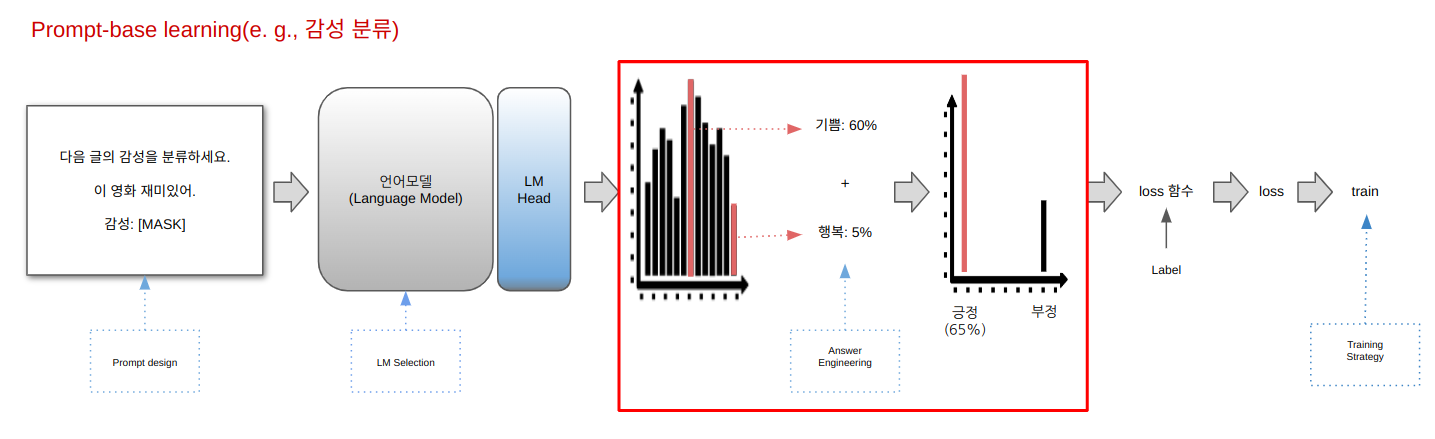 Prompt-base learning(e. g., 감성 분류)
다음 글의 감성을 분류하세요.
이 영화 재미있어.
감성: [MASK]
언어모델
(Language Model)
LM
Head
기쁨: 60%
+
행복: 5%
긍정
(65%)
부정
loss 함수
loss
train
Label
Prompt design
LM Selection
Answer
Engineering
Training
Strategy